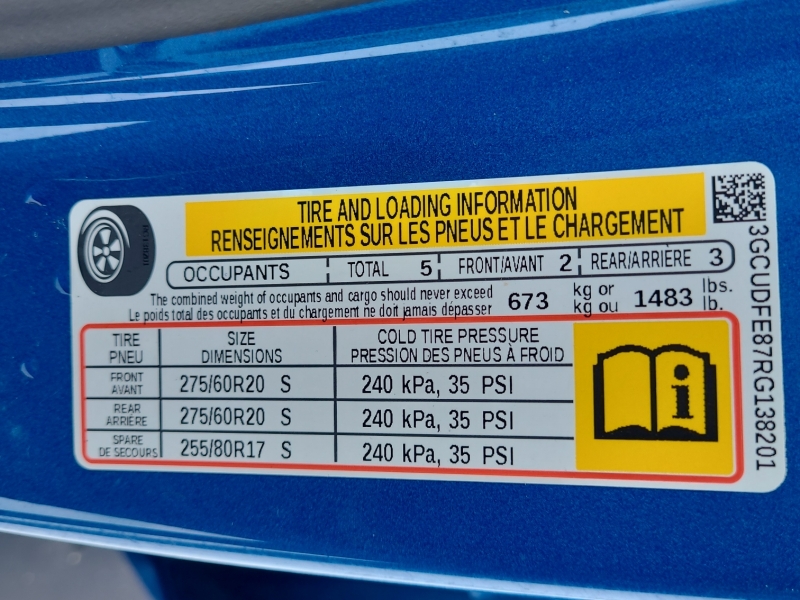 TIRE AND LOADING INFORMATION
RENSEIGNEMENTS SUR LES PNEUS ET LE CHARGEMENT
OCCUPANTS TOTAL 5 FRONT/AVANT 2 REAR/ARRIÈRE 3
The combined weight of occupants and cargo should never exceed
Le poids total des occupants et du chargement ne doit jamais dépasser
673 kg or kg ou 1483 lbs. lb.
TIRE PNEU SIZE DIMENSIONS COLD TIRE PRESSURE PRESSION DES PNEUS À FROID
FRONT AVANT 275/60R20 S 240 kPa, 35 PSI
REAR ARRIÈRE 275/60R20 S 240 kPa, 35 PSI
SPARE DE SECOURS 255/80R17 S 240 kPa, 35 PSI
3GCUDFE87RG138201